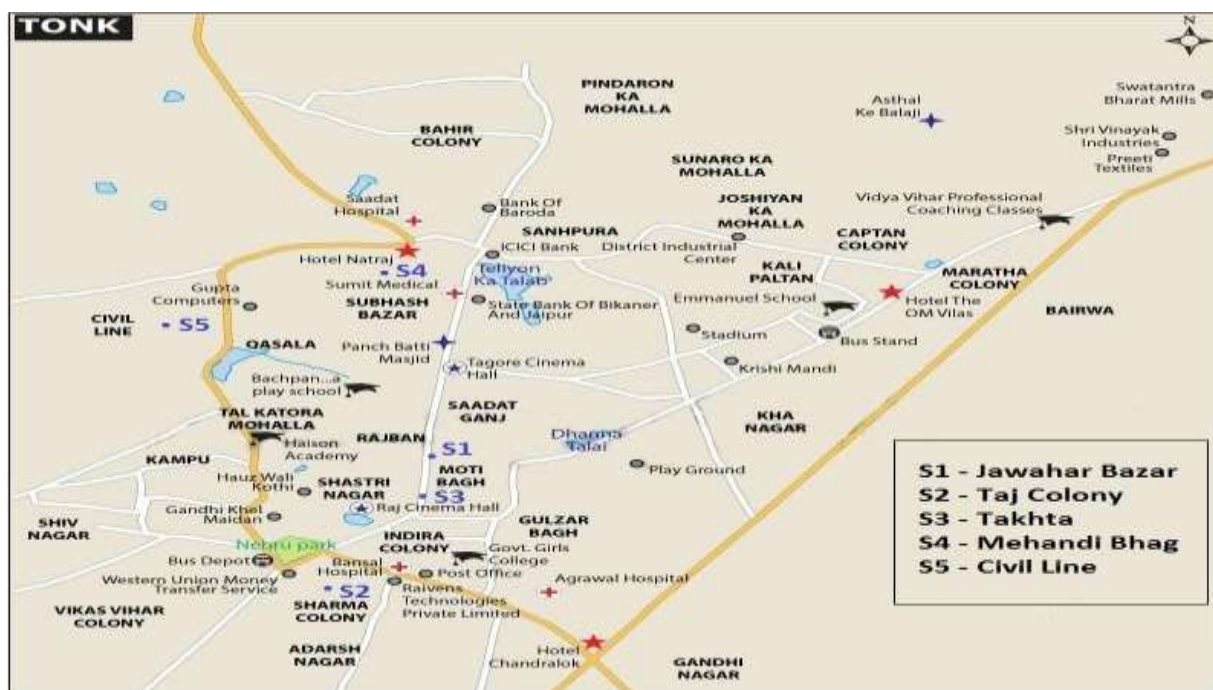 TONK
N
PINDARON
KA
MOHALLA
Asthal
Ke Balaji
Swatantra
Bharat Mills
Shri Vinayak
Industries
Preeti
Textiles
BAHIR
COLONY
SUNARO KA
MOHALLA
Saadat
Hospital
Bank Of
Baroda
JOSHIYAN
KA
MOHALLA
Vidya Vihar Professional
Coaching Classes
SANHPURA
CAPTAN
COLONY
ICICI Bank
District Industrial
Center
Hotel Natraj
S4
Sumit Medical
Teliyon
Ka Talab
KALI
PALTAN
MARATHA
COLONY
Gupta
Computers
SUBHASH
BAZAR
State Bank Of Bikaner
And Jaipur
Emmanuel School
Hotel The
OM Vilas
BAIRWA
CIVIL
LINE
S5
Stadium
Bus Stand
QASALA
Panch Batti
Masjid
Tagore Cinema
Hall
Krishi Mandi
Bachpan...a
play school
TAL KATORA
MOHALLA
SAADAT
GANJ
KHA
NAGAR
Haison
Academy
RAJBAN
S1
Dhanna
Talai
KAMPU
Hauz Wali
Kothi
SHASTRI
NAGAR
MOTI
BAGH
Play Ground
S3
Gandhi Khel
Maidan
Raj Cinema Hall
SHIV
NAGAR
GULZAR
BAGH
Nehru park
INDIRA
COLONY
Bus Depot
Bansal
Hospital
Govt. Girls
College
Western Union Money
Transfer Service
Post Office
Agrawal Hospital
S2
VIKAS VIHAR
COLONY
SHARMA
COLONY
Raivens
Technologies
Private Limited
ADARSH
NAGAR
Hotel
Chandralok
GANDHI
NAGAR
S1 - Jawahar Bazar
S2 - Taj Colony
S3 - Takhta
S4 - Mehandi Bhag
S5 - Civil Line